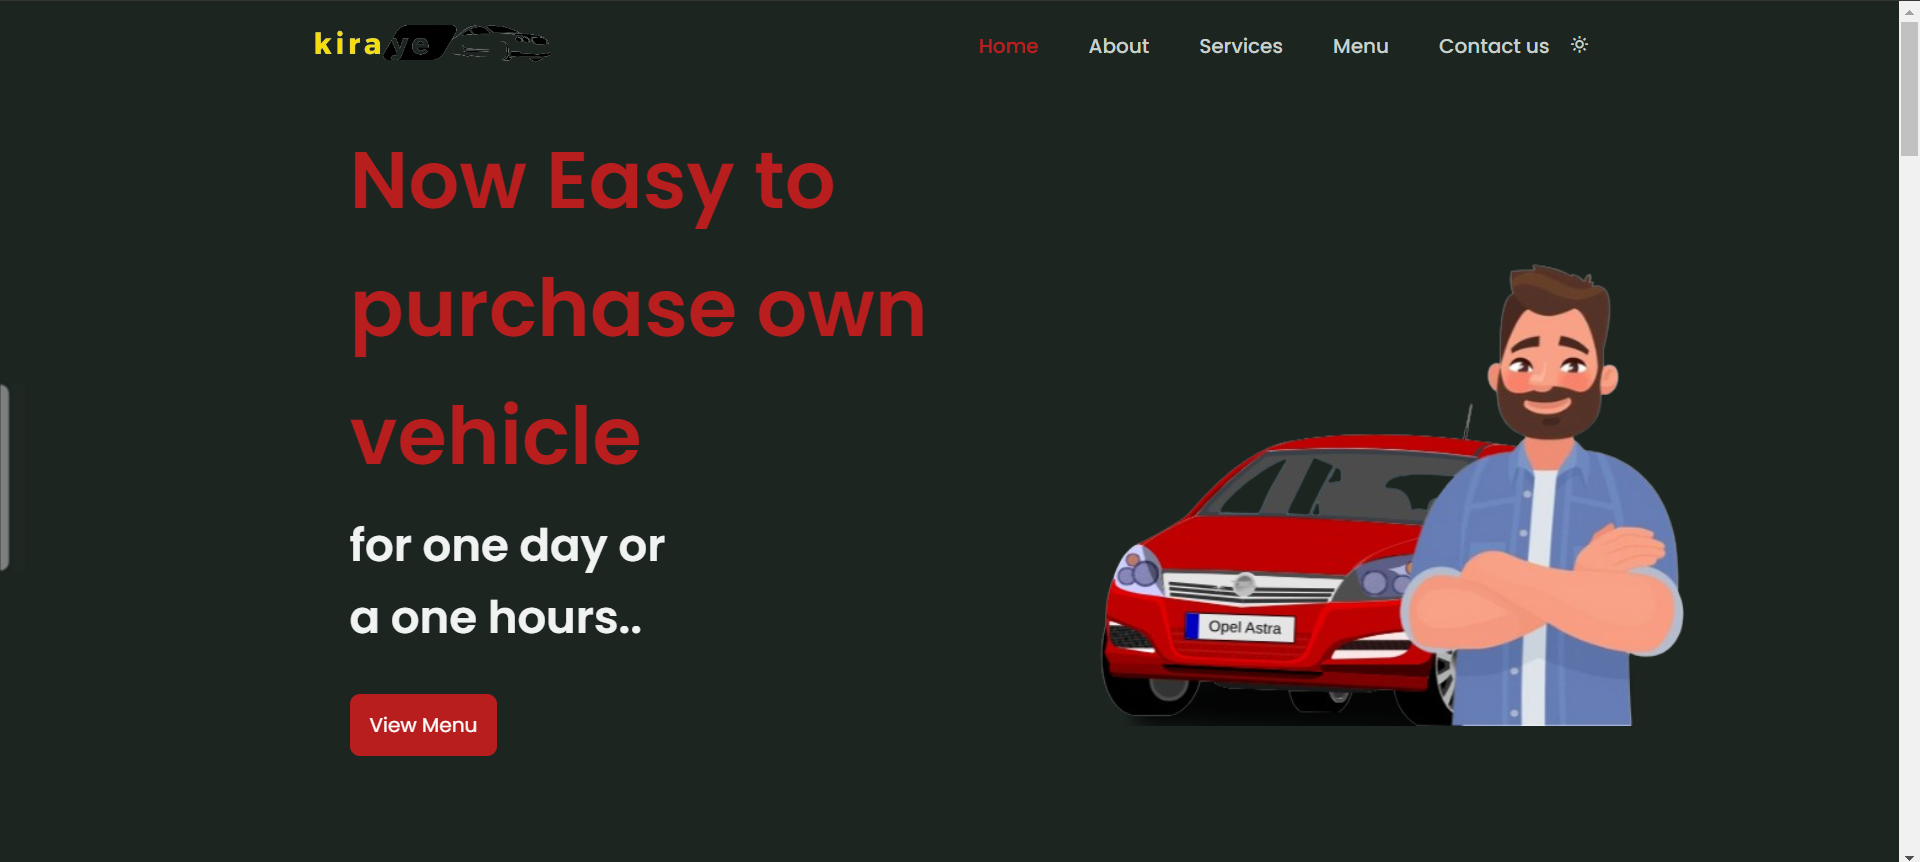 kiraye
Home About Services Menu Contact us
Now Easy to
purchase own
vehicle
for one day or
a one hours..
View Menu
Opel Astra